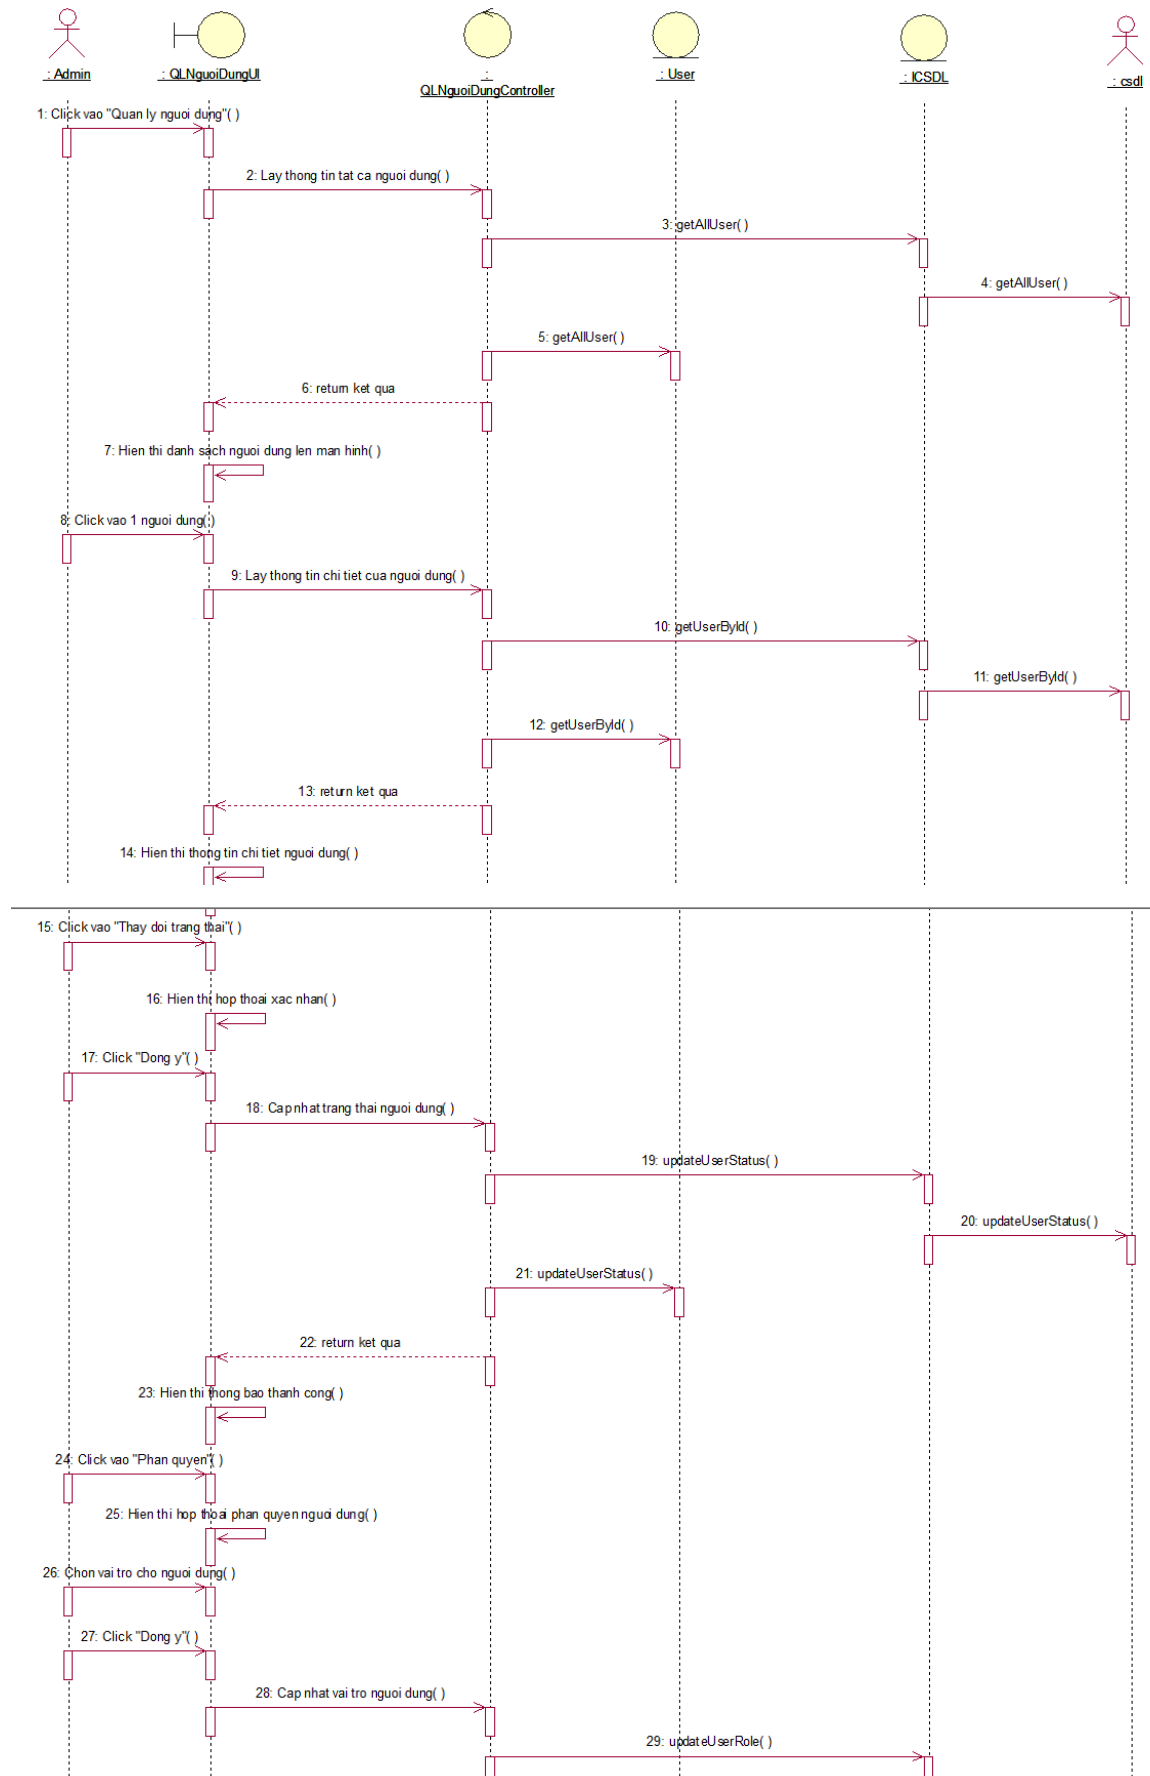 : Admin
: QLNguoiDungUI
:
QLNguoiDungController
: User
: ICSDL
: csdl
1: Click vao "Quan ly nguoi dung"( )
2: Lay thong tin tat ca nguoi dung( )
3: getAllUser( )
4: getAllUser( )
5: getAllUser( )
6: return ket qua
7: Hien thi danh sach nguoi dung len man hinh( )
8: Click vao 1 nguoi dung( )
9: Lay thong tin chi tiet cua nguoi dung( )
10: getUserById( )
11: getUserById( )
12: getUserById( )
13: return ket qua
14: Hien thi thong tin chi tiet nguoi dung( )
15: Click vao "Thay doi trang thai"( )
16: Hien thi hop thoai xac nhan( )
17: Click "Dong y"( )
18: Cap nhat trang thai nguoi dung( )
19: updateUserStatus( )
20: updateUserStatus( )
21: updateUserStatus( )
22: return ket qua
23: Hien thi thong bao thanh cong( )
24: Click vao "Phan quyen"( )
25: Hien thi hop thoai phan quyen nguoi dung( )
26: Chon vai tro cho nguoi dung( )
27: Click "Dong y"( )
28: Cap nhat vai tro nguoi dung( )
29: updateUserRole( )